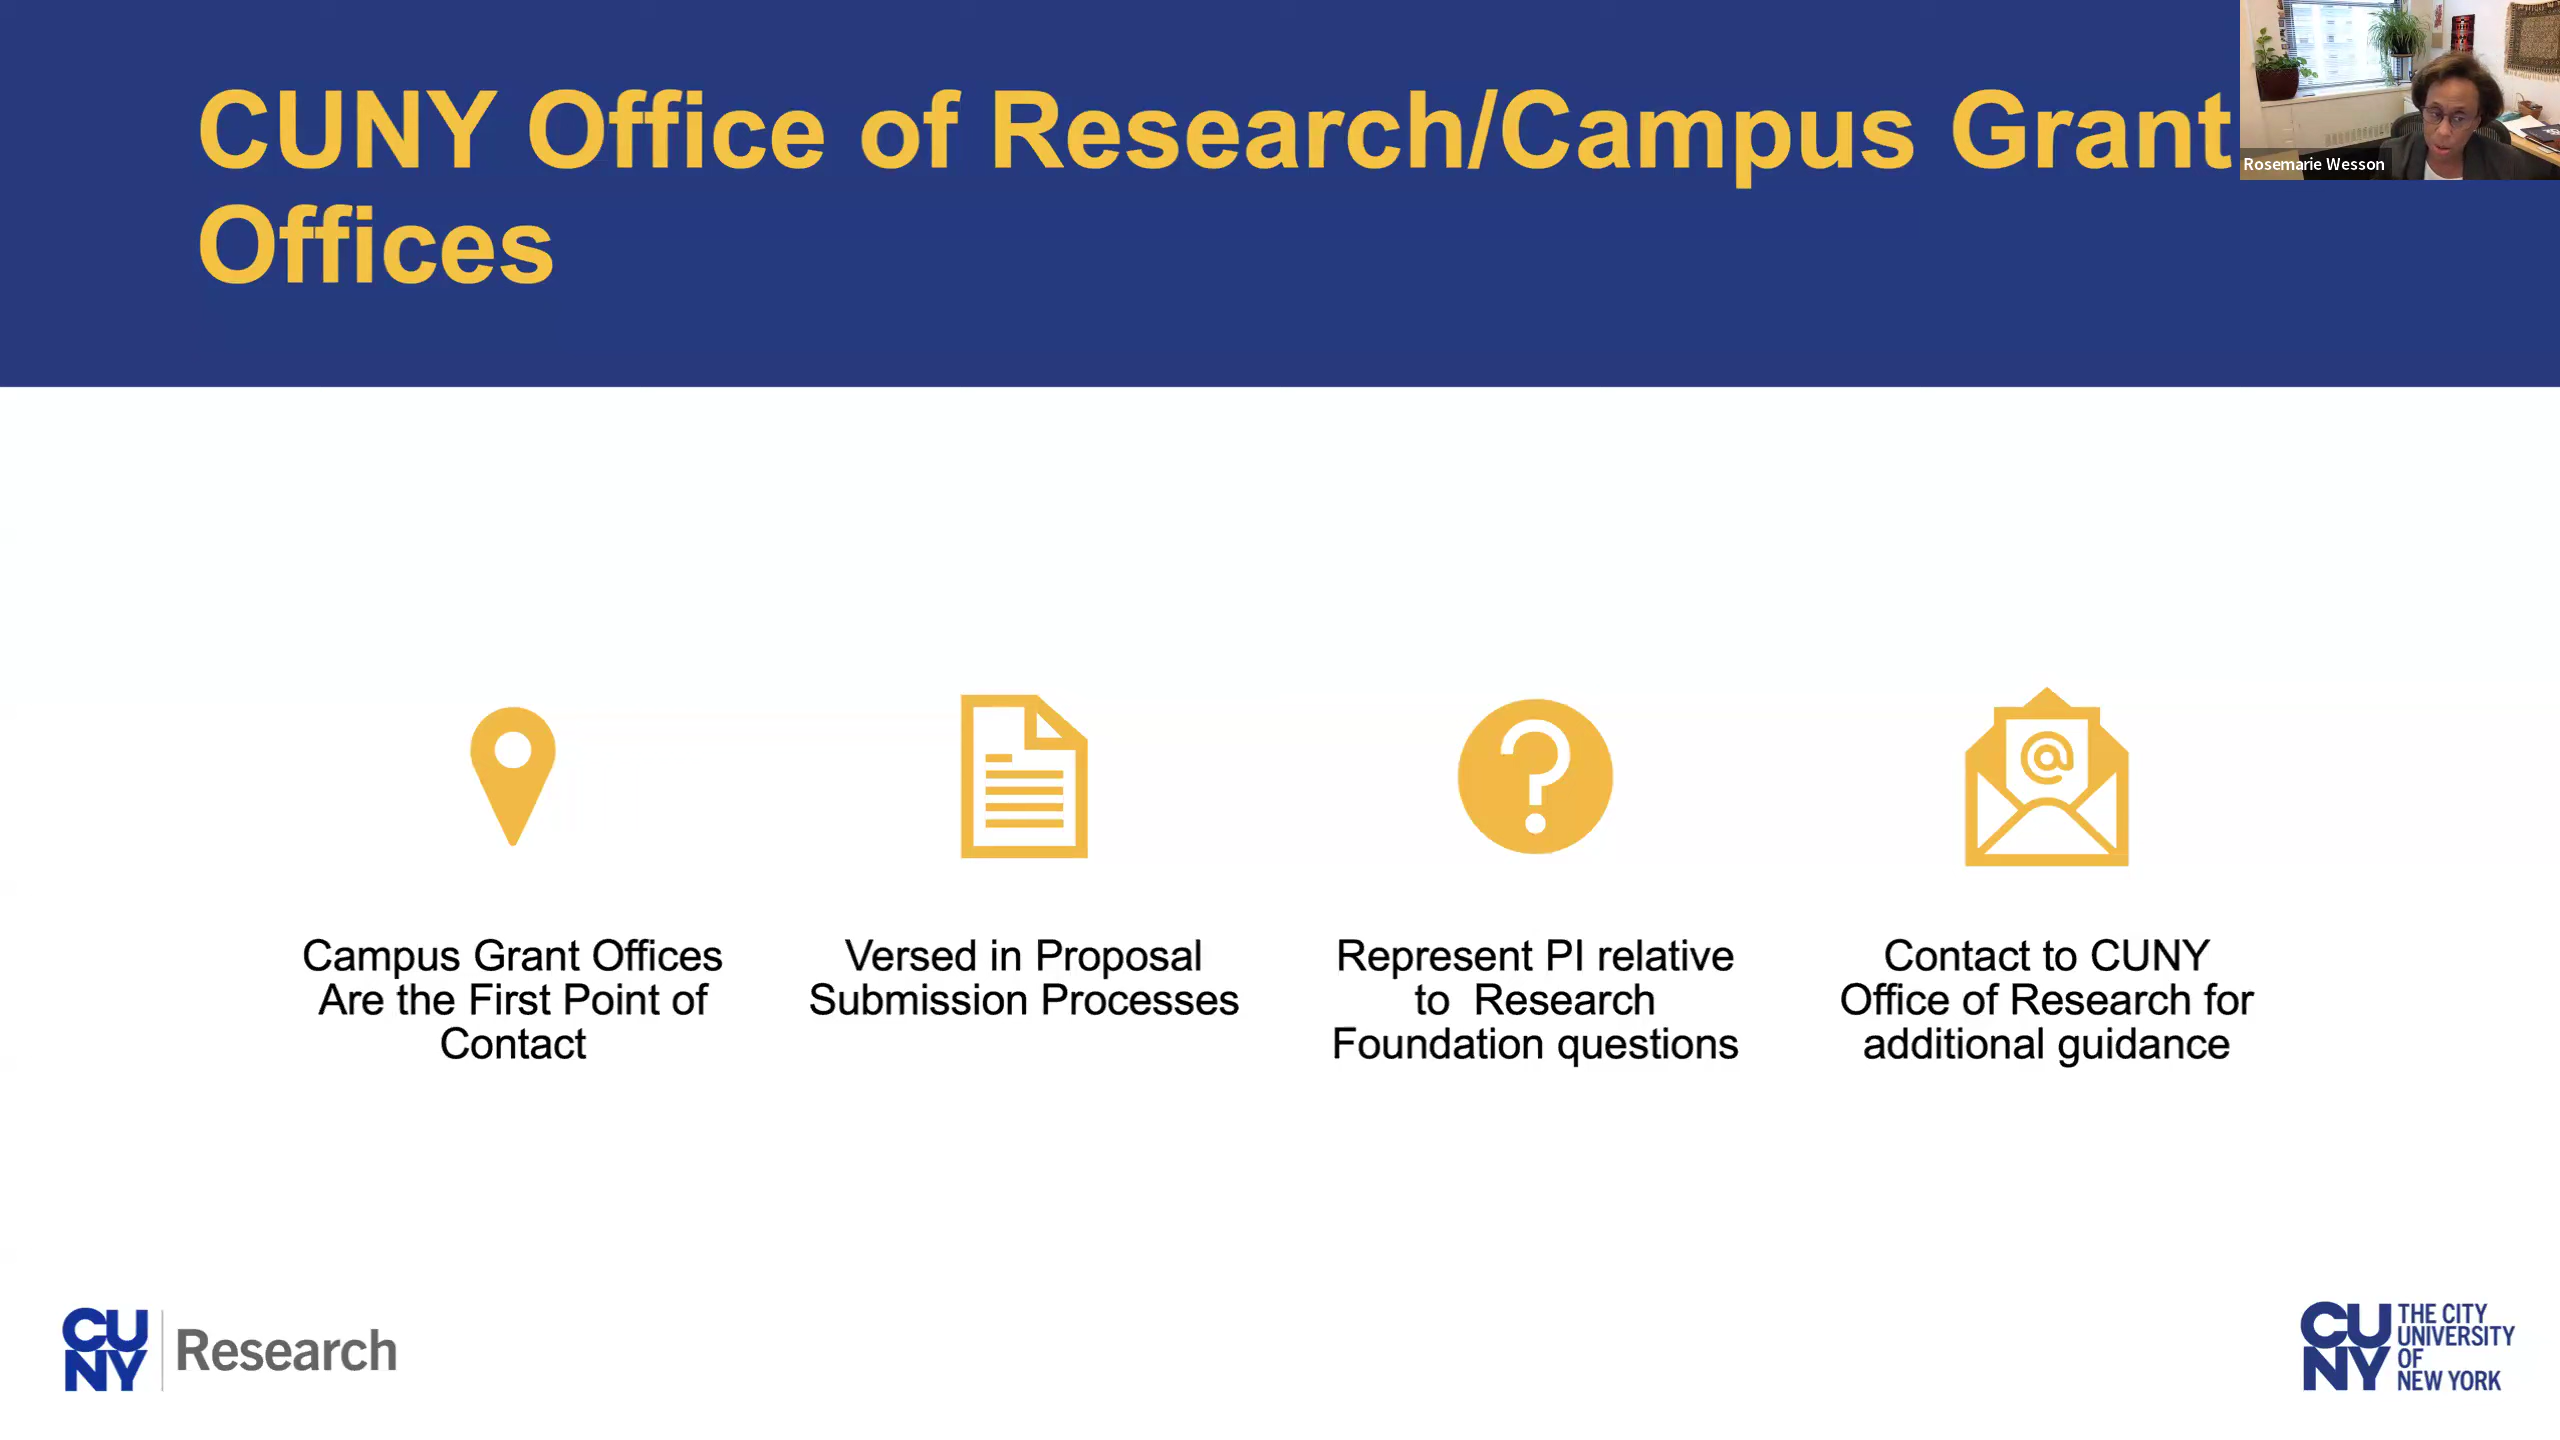 CUNY Office of Research/Campus Grant
Offices
Rosemarie Wesson
Campus Grant Offices
Are the First Point of
Contact
Versed in Proposal
Submission Processes
Represent PI relative
to  Research
Foundation questions
@
Contact to CUNY
Office of Research for
additional guidance
CU
NY
Research
CU
NY
THE CITY
UNIVERSITY
OF
NEW YORK